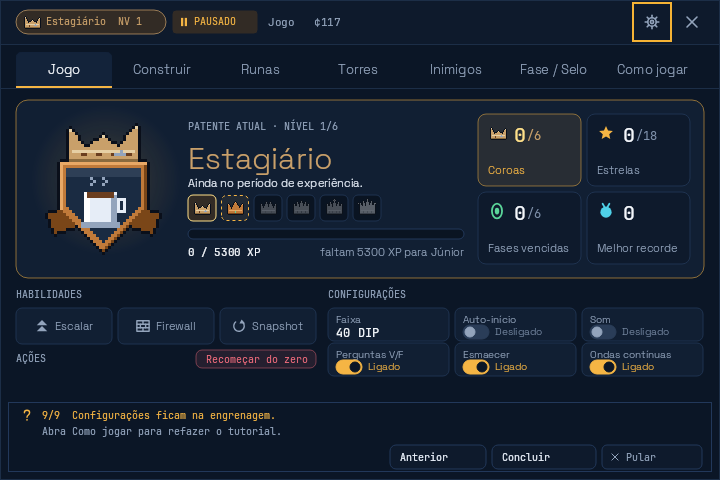 Estagiário NV 1
PAUSADO
Jogo $117
Jogo Construir Runas Torres Inimigos Fase / Selo Como jogar
PATENTE ATUAL · NÍVEL 1/6
Estagiário
Ainda no período de experiência.
0 / 5300 XP
faltam 5300 XP para Júnior
0/6
Coroas
0/18
Estrelas
0/6
Fases vencidas
0
Melhor recorde
HABILIDADES
Escalar
Firewall
Snapshot
AÇÕES
Recomeçar do zero
CONFIGURAÇÕES
Faixa
40 DIP
Auto-início
Desligado
Som
Desligado
Perguntas V/F
Ligado
Esmaecer
Ligado
Ondas contínuas
Ligado
? 9/9 Configurações ficam na engrenagem.
Abra Como jogar para refazer o tutorial.
Anterior
Concluir
Pular